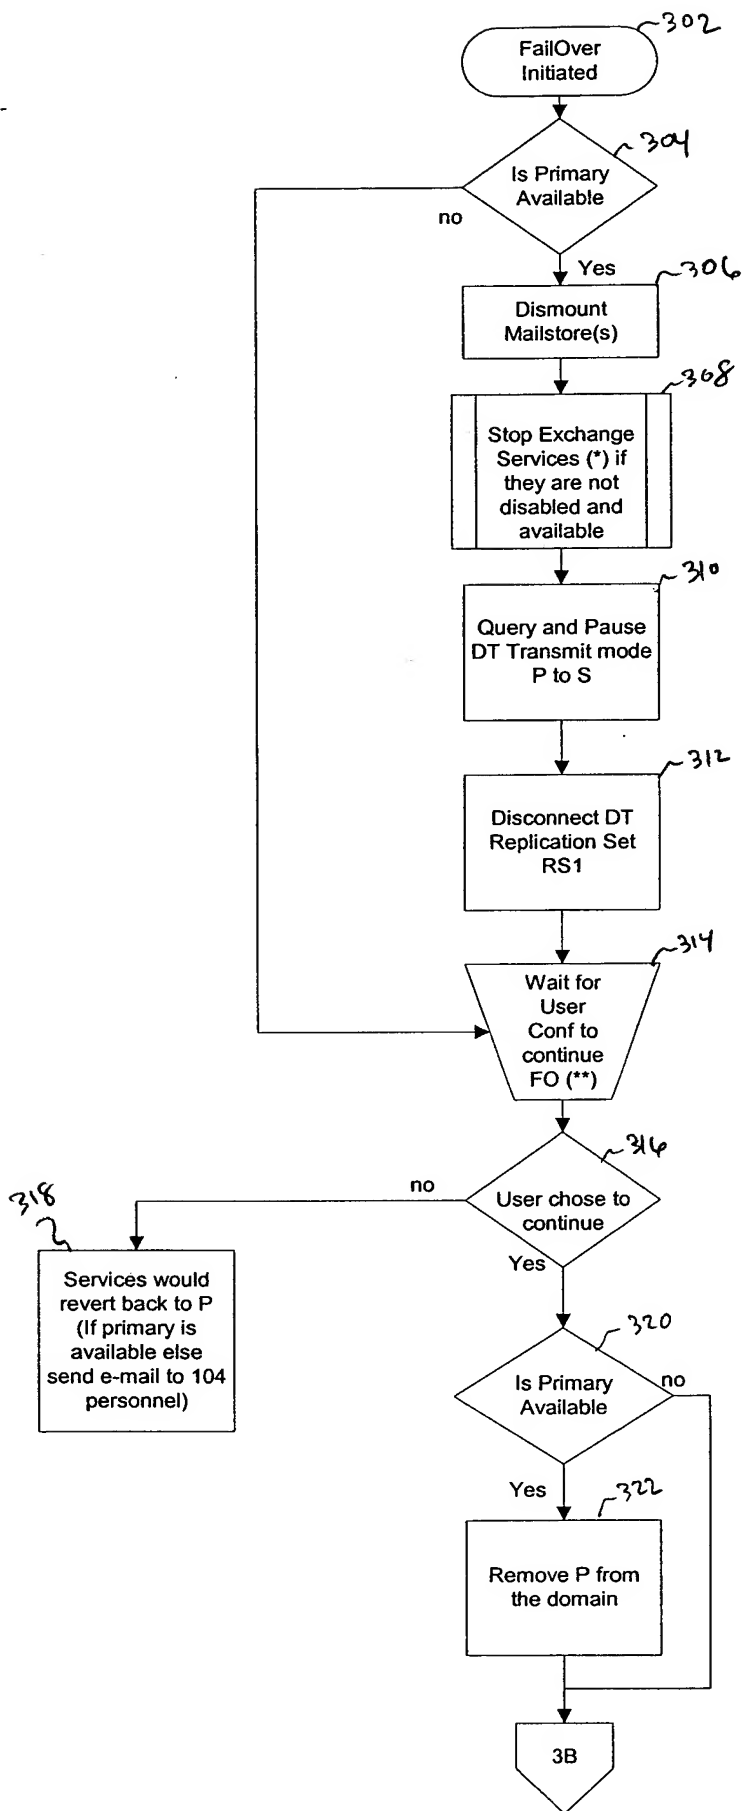 302
FailOver
Initiated
304
Is Primary
Available
no
Yes
306
Dismount
Mailstore(s)
308
Stop Exchange
Services (*) if
they are not
disabled and
available
310
Query and Pause
DT Transmit mode
P to S
312
Disconnect DT
Replication Set
RS1
314
Wait for
User
Conf to
continue
FO (**)
316
User chose to
continue
no
318
Services would
revert back to P
(If primary is
available else
send e-mail to 104
personnel)
Yes
320
Is Primary
Available
no
Yes
322
Remove P from
the domain
3B